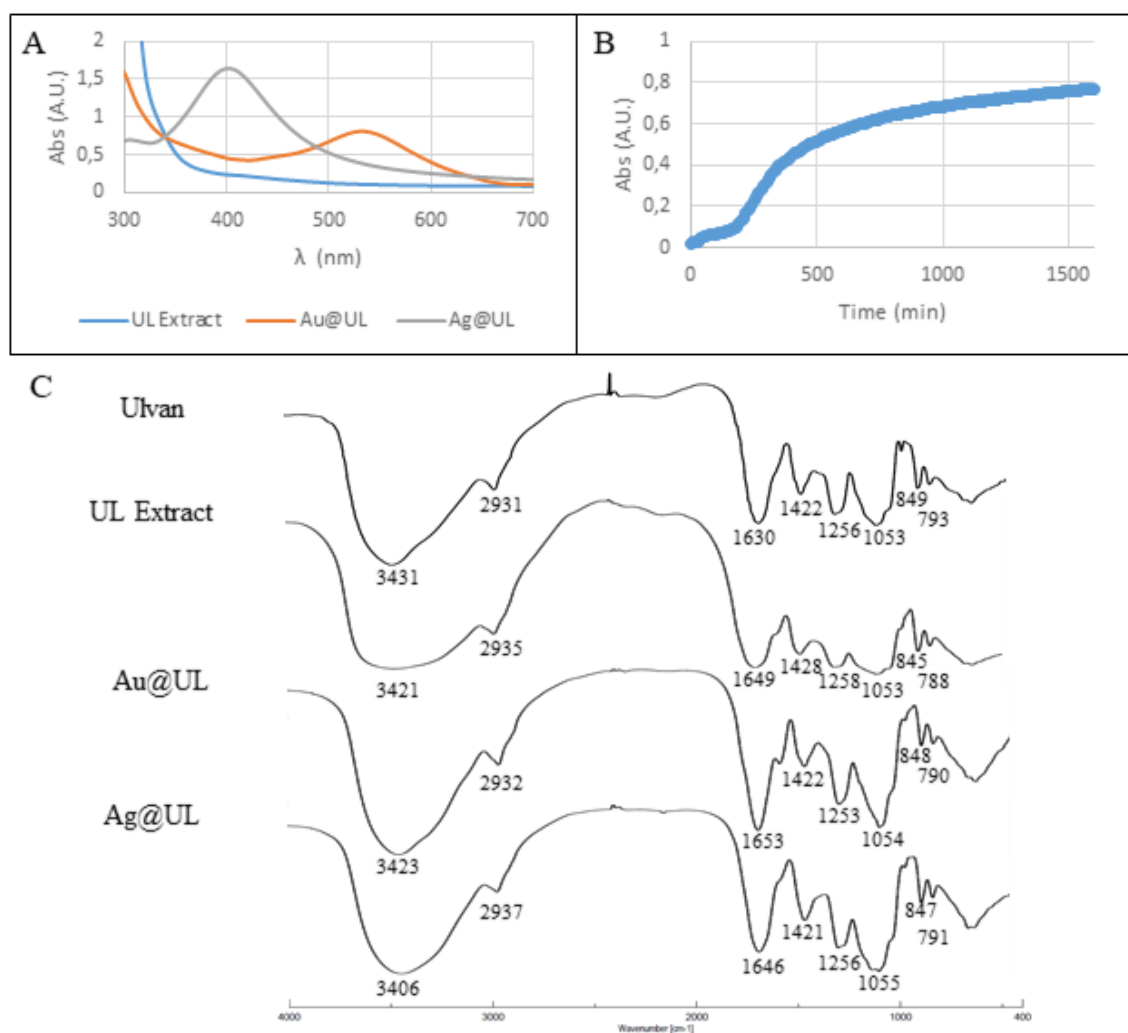 A
Abs (A.U.)
2
1,5
1
0,5
0
300 400 500 600 700
λ (nm)
UL Extract Au@UL Ag@UL
B
Abs (A.U.)
1
0,8
0,6
0,4
0,2
0
0 500 1000 1500
Time (min)
C
Ulvan
3431 2931 1630 1422 1256 1053 849 793
UL Extract
3421 2935 1649 1428 1258 1053 845 788
Au@UL
3423 2932 1653 1422 1253 1054 848 790
Ag@UL
3406 2937 1646 1421 1256 1055 847 791
4000 3000 2000 1000 400
Wavenumber [cm-1]